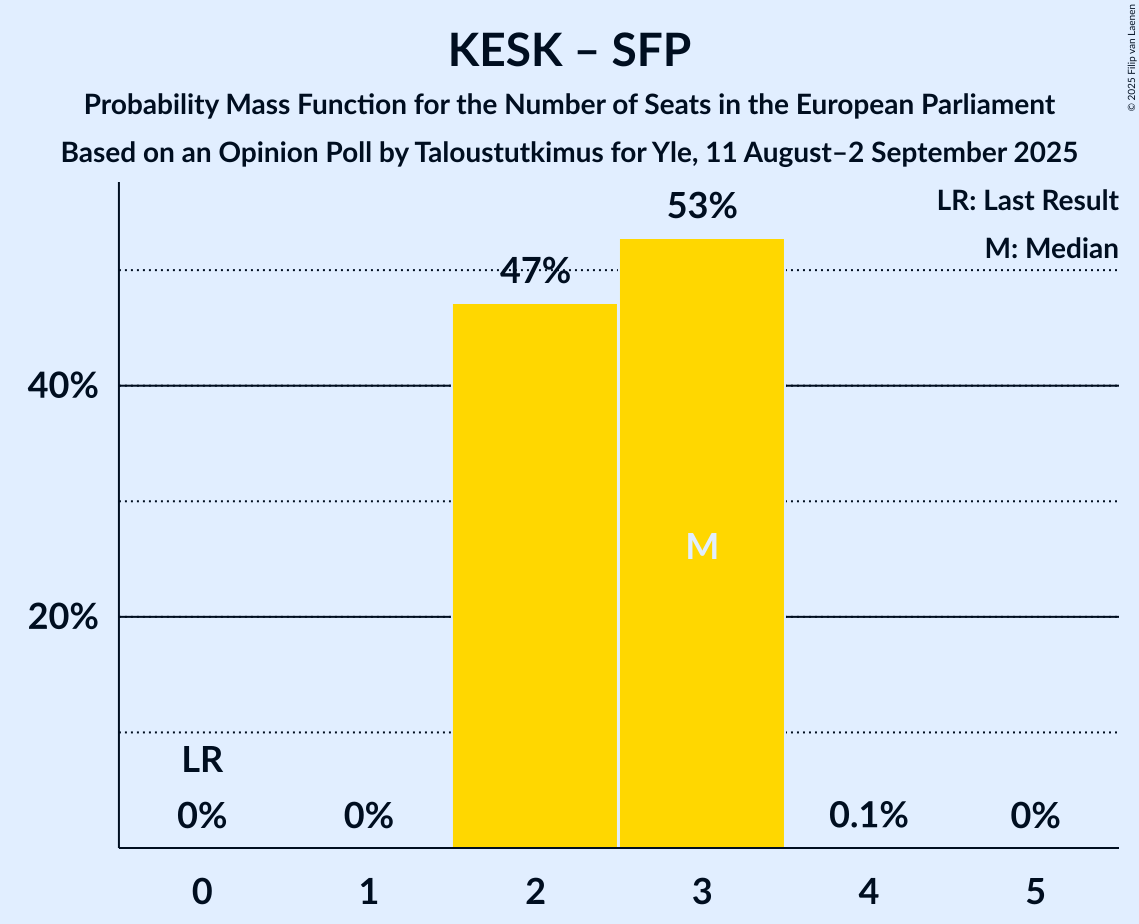 KESK – SFP
Probability Mass Function for the Number of Seats in the European Parliament
Based on an Opinion Poll by Taloustutkimus for Yle, 11 August–2 September 2025
© 2025 Filip van Laenen
LR: Last Result
M: Median
53%
47%
40%
M
20%
LR
0%
0%
0.1%
0%
0
1
2
3
4
5